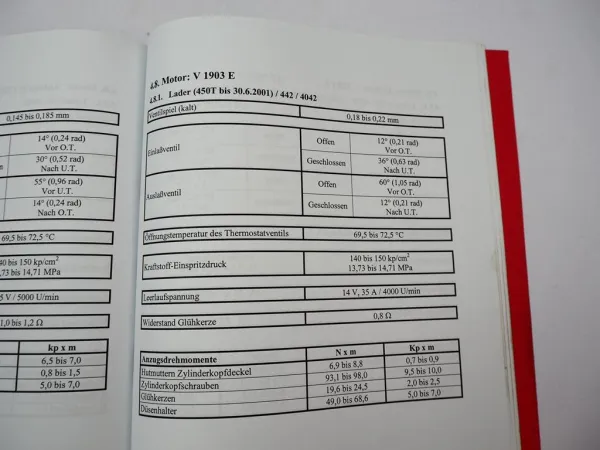 0,145 bis 0,185 mm
14° (0,24 rad)
Vor O.T.
30° (0,52 rad)
Nach U.T.
55° (0,96 rad)
Vor U.T.
14° (0,24 rad)
Nach O.T.
69,5 bis 72,5 °C
140 bis 150 kp/cm²
,73 bis 14,71 MPa
5 V / 5000 U/min
1,0 bis 1,2 Ω
kp x m
6,5 bis 7,0
0,8 bis 1,5
5,0 bis 7,0
4.8. Motor: V 1903 E
4.8.1. Lader (450T bis 30.6.2001) / 442 / 4042
Ventilspiel (kalt) 0,18 bis 0,22 mm
Einlaßventil
Offen 12° (0,21 rad)
Vor O.T.
Geschlossen 36° (0,63 rad)
Nach U.T.
Auslaßventil
Offen 60° (1,05 rad)
Vor U.T.
Geschlossen 12° (0,21 rad)
Nach O.T.
Öffnungstemperatur des Thermostatventils 69,5 bis 72,5 °C
Kraftstoff-Einspritzdruck
140 bis 150 kp/cm²
13,73 bis 14,71 MPa
Leerlaufspannung 14 V, 35 A / 4000 U/min
Widerstand Glühkerze 0,8 Ω
Anzugsdrehmomente N x m Kp x m
Hutmuttern Zylinderkopfdeckel 6,9 bis 8,8 0,7 bis 0,9
Zylinderkopfschrauben 93,1 bis 98,0 9,5 bis 10,0
Glühkerzen 19,6 bis 24,5 2,0 bis 2,5
Düsenhalter 49,0 bis 68,6 5,0 bis 7,0